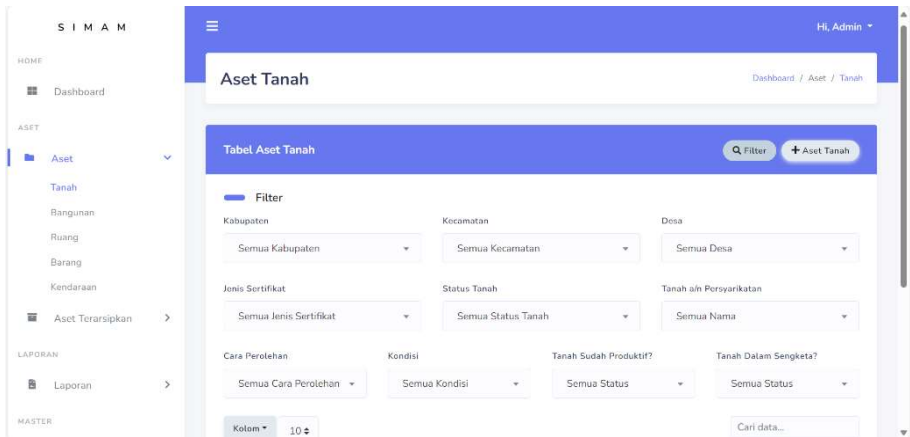 S I M A M
Hi, Admin
HOME
Dashboard
ASET
Aset
Tanah
Bangunan
Ruang
Barang
Kendaraan
Aset Terarsipkan
LAPORAN
Laporan
MASTER
Aset Tanah
Dashboard / Aset / Tanah
Tabel Aset Tanah
Filter
+ Aset Tanah
Filter
Kabupaten Kecamatan Desa
Semua Kabupaten Semua Kecamatan Semua Desa
Jenis Sertifikat Status Tanah Tanah a/n Persyarikatan
Semua Jenis Sertifikat Semua Status Tanah Semua Nama
Cara Perolehan Kondisi Tanah Sudah Produktif? Tanah Dalam Sengketa?
Semua Cara Perolehan Semua Kondisi Semua Status Semua Status
Kolom 10 Cari data...